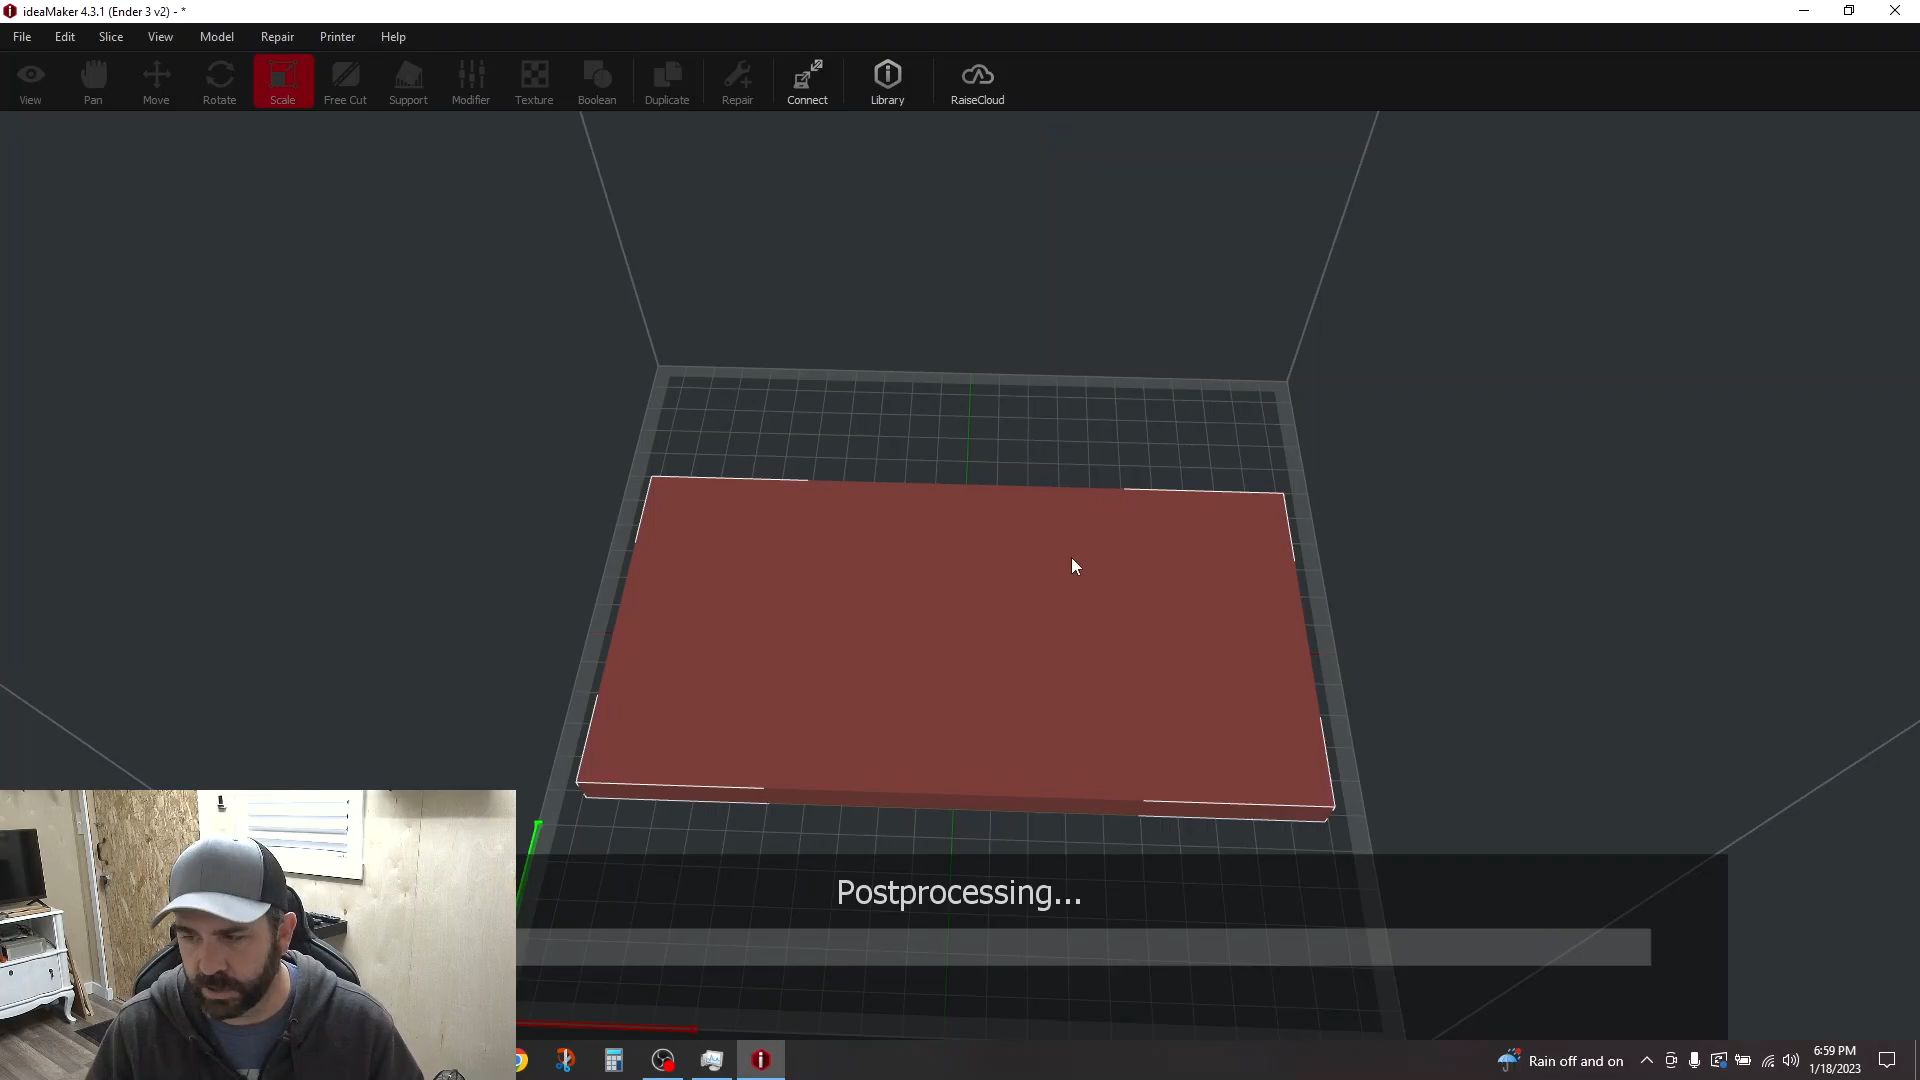 ideaMaker 4.3.1 (Ender 3 v2) - *
File Edit Slice View Model Repair Printer Help
View Pan Move Rotate Scale Free Cut Support Modifier Texture Boolean Duplicate Repair Connect Library RaiseCloud
Postprocessing...
Rain off and on
6:59 PM
1/18/2023